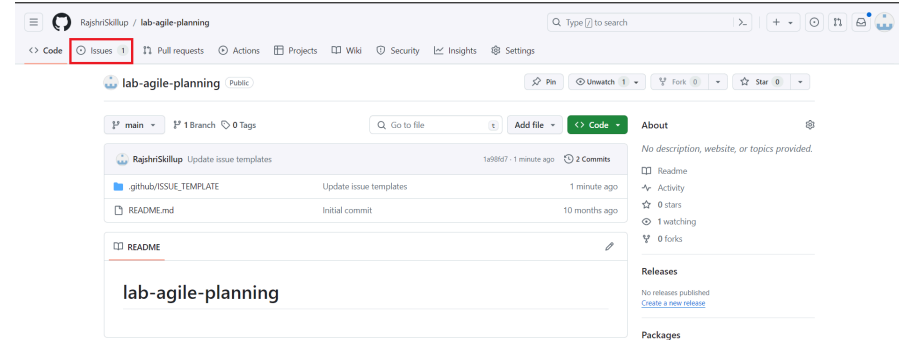 RajshriSkillup / lab-agile-planning
Type / to search
Code Issues 1 Pull requests Actions Projects Wiki Security Insights Settings
lab-agile-planning Public
Pin Unwatch 1 Fork 0 Star 0
main 1 Branch 0 Tags
Go to file t
Add file Code
About
No description, website, or topics provided.
RajshriSkillup Update issue templates 1a98fd7 · 1 minute ago 2 Commits
.github/ISSUE_TEMPLATE Update issue templates 1 minute ago
README.md Initial commit 10 months ago
README
lab-agile-planning
Readme
Activity
0 stars
1 watching
0 forks
Releases
No releases published
Create a new release
Packages